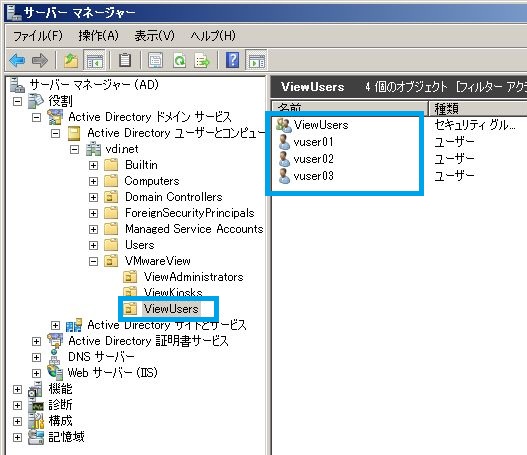 サーバー マネージャー
ファイル(F) 操作(A) 表示(V) ヘルプ(H)
サーバー マネージャー (AD)
役割
Active Directory ドメイン サービス
Active Directory ユーザーとコンピュー
vdi.net
Builtin
Computers
Domain Controllers
ForeignSecurityPrincipals
Managed Service Accounts
Users
VMwareView
ViewAdministrators
ViewKiosks
ViewUsers
Active Directory サイトとサービス
Active Directory 証明書サービス
DNS サーバー
Web サーバー (IIS)
機能
診断
構成
記憶域
ViewUsers 4 個のオブジェクト [フィルター アクテ
名前 種類
ViewUsers セキュリティ グル...
vuser01 ユーザー
vuser02 ユーザー
vuser03 ユーザー